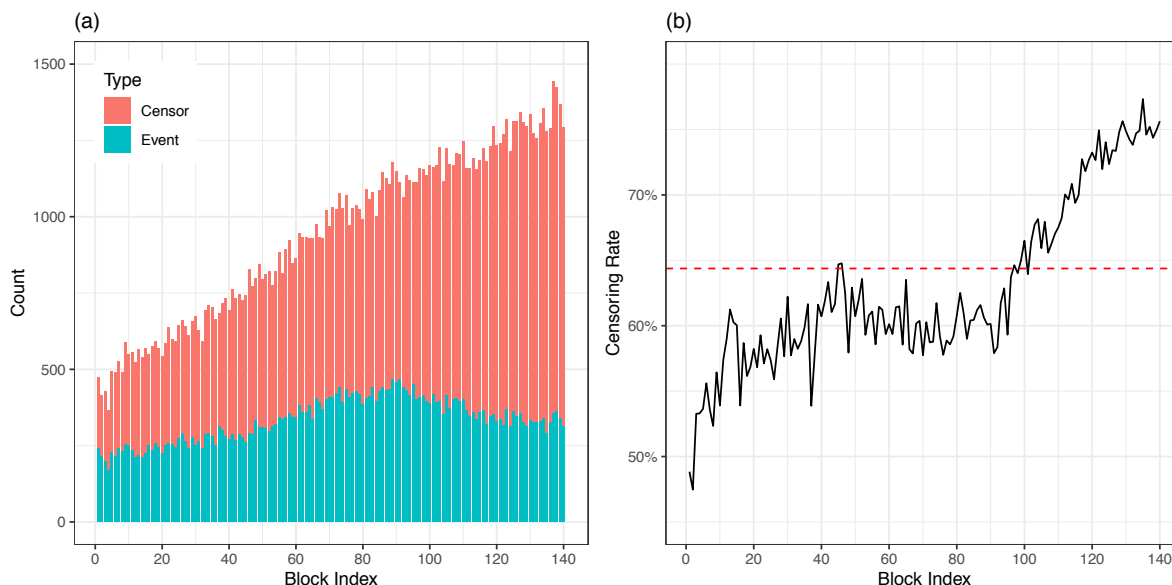 (a)
1500
1000
500
0
Count
Type
Censor
Event
0 20 40 60 80 100 120 140
Block Index
(b)
70%
60%
50%
Censoring Rate
0 20 40 60 80 100 120 140
Block Index